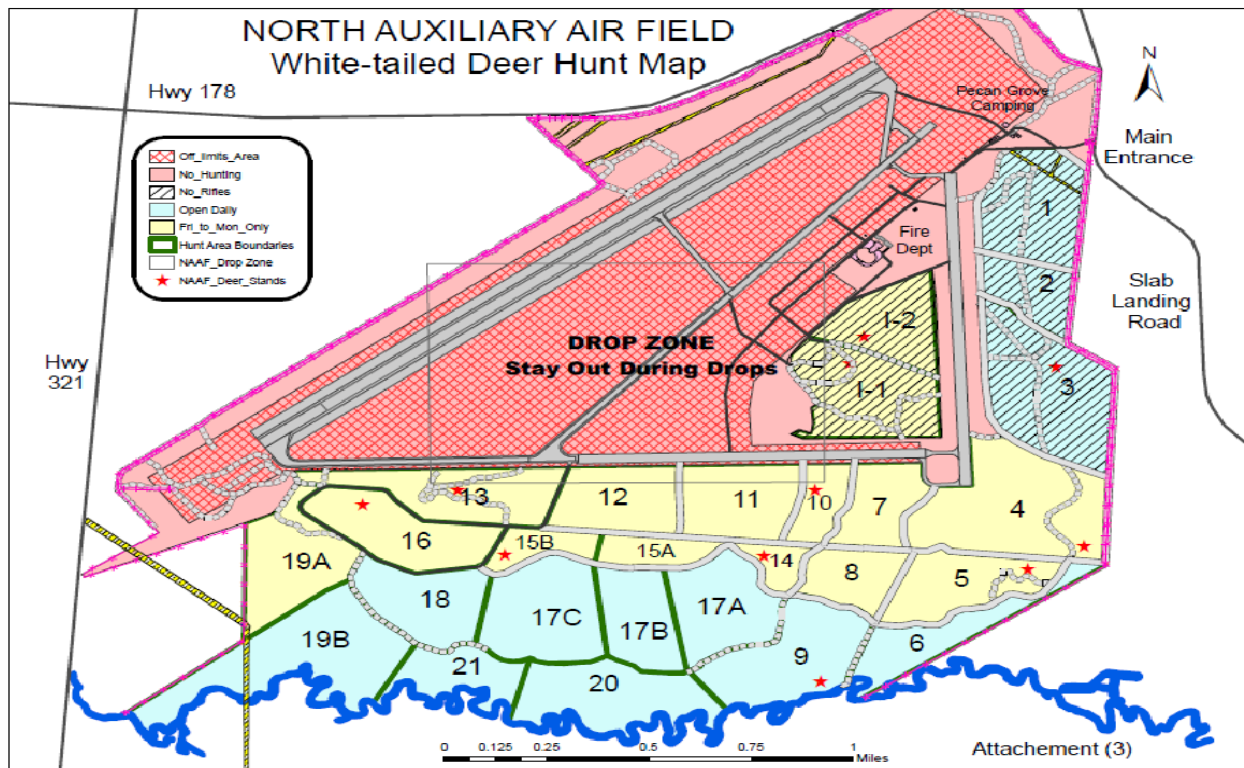 NORTH AUXILIARY AIR FIELD
White-tailed Deer Hunt Map
Hwy 178
N
Pecan Grove
Camping
Main
Entrance
Off_limits_Area
No_Hunting
No_Rifles
Open Daily
Fri_to_Mon_Only
Hunt Area Boundaries
NAAF_Drop Zone
NAAF_Deer_Stands
1
Fire
Dept
2
Slab
Landing
Road
I-2
DROP ZONE
Stay Out During Drops
Hwy
321
3
I-1
13
12
11
10
7
4
16
15B
15A
14
19A
8
5
18
17C
17B
17A
19B
6
21
20
9
0
0.125
0.25
0.5
0.75
1
Miles
Attachement (3)